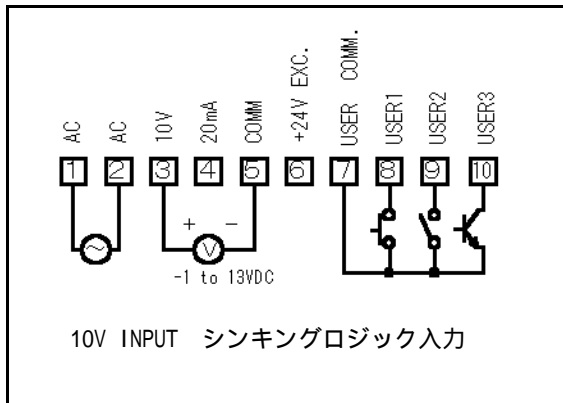 AC
AC
10V
20mA
COMM
+24V EXC.
USER COMM.
USER1
USER2
USER3
1 2 3 4 5 6 7 8 9 10
+ −
V
-1 to 13VDC
10V INPUT シンキングロジック入力